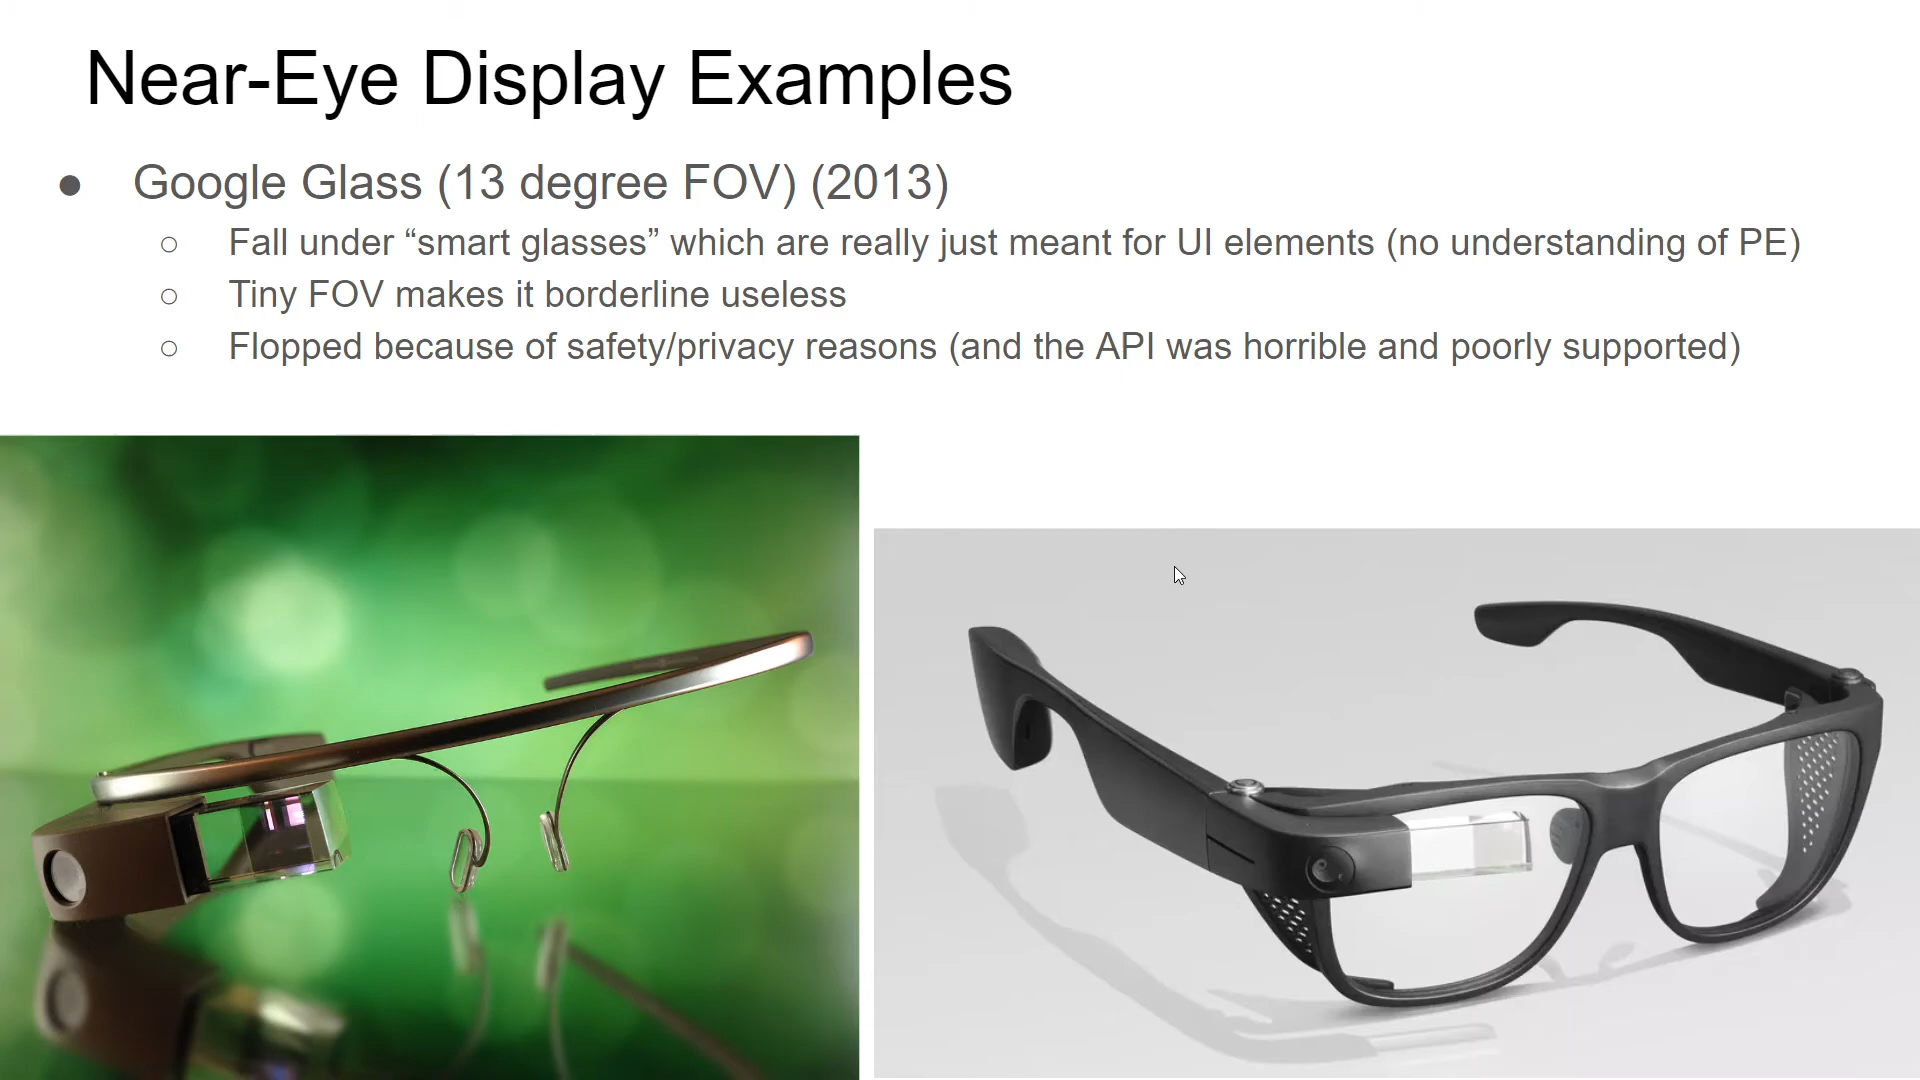 Near-Eye Display Examples
● Google Glass (13 degree FOV) (2013)
○ Fall under “smart glasses” which are really just meant for UI elements (no understanding of PE)
○ Tiny FOV makes it borderline useless
○ Flopped because of safety/privacy reasons (and the API was horrible and poorly supported)